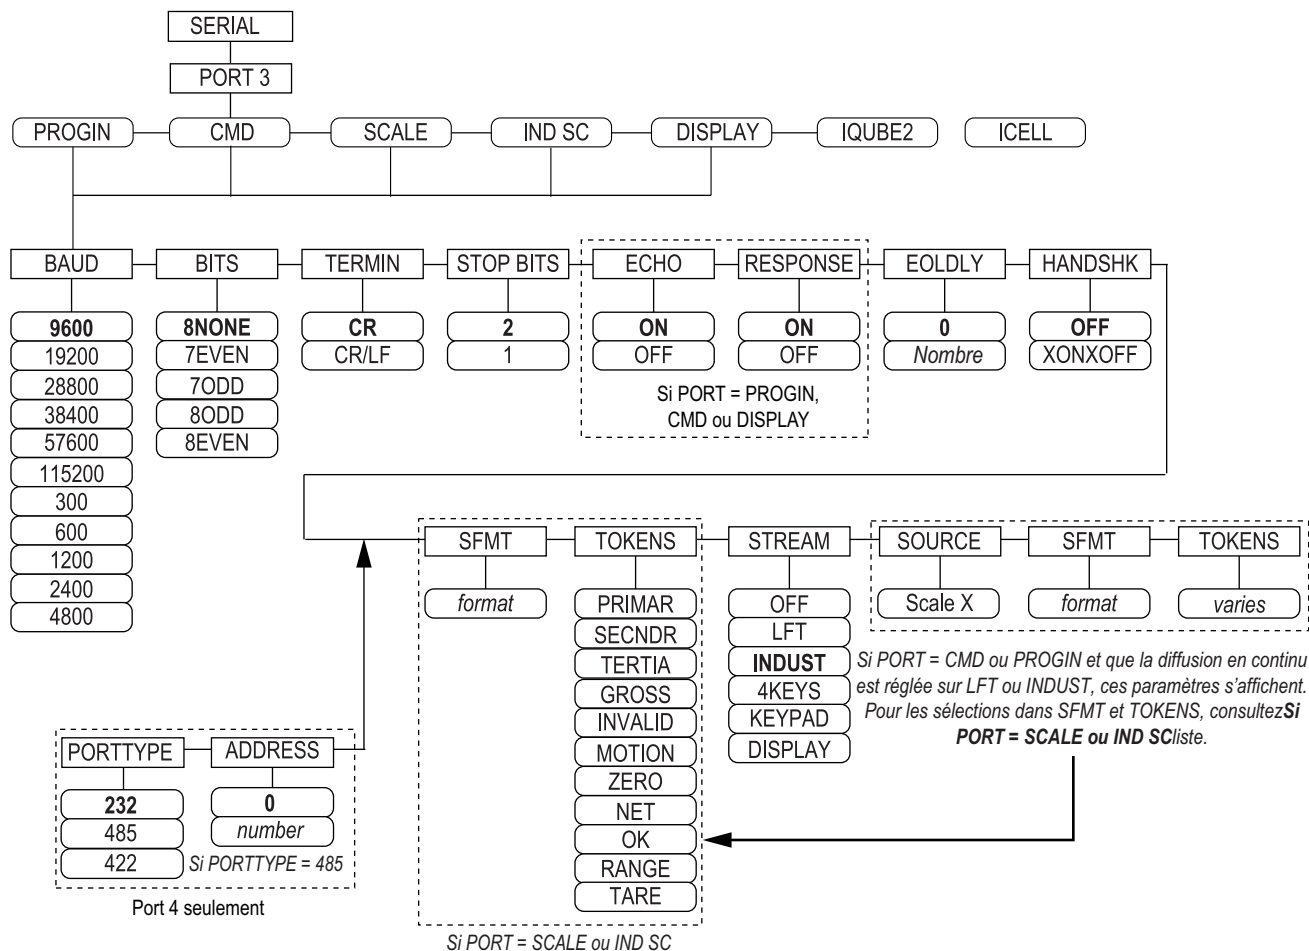 SERIAL
PORT 3
PROGIN
CMD
SCALE
IND SC
DISPLAY
IQUBE2
ICELL
BAUD
BITS
TERMIN
STOP BITS
ECHO
RESPONSE
EOLDLY
HANDSHK
9600
19200
28800
38400
57600
115200
300
600
1200
2400
4800
8NONE
7EVEN
7ODD
8ODD
8EVEN
CR
CR/LF
2
1
ON
OFF
ON
OFF
Si PORT = PROGIN,
CMD ou DISPLAY
0
Nombre
OFF
XONXOFF
SFMT
TOKENS
STREAM
SOURCE
SFMT
TOKENS
format
PRIMAR
SECNDR
TERTIA
GROSS
INVALID
MOTION
ZERO
NET
OK
RANGE
TARE
OFF
LFT
INDUST
4KEYS
KEYPAD
DISPLAY
Scale X
format
varies
Si PORT = CMD ou PROGIN et que la diffusion en continu
est réglée sur LFT ou INDUST, ces paramètres s'affichent.
Pour les sélections dans SFMT et TOKENS, consultezSi
PORT = SCALE ou IND SCliste.
PORTTYPE
ADDRESS
232
485
422
0
number
Si PORTTYPE = 485
Port 4 seulement
Si PORT = SCALE ou IND SC